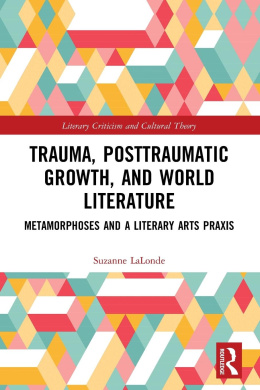 Literary Criticism and Cultural Theory
TRAUMA, POSTTRAUMATIC
GROWTH, AND WORLD
LITERATURE
METAMORPHOSES AND A LITERARY ARTS PRAXIS
Suzanne LaLonde
ROUTLEDGE